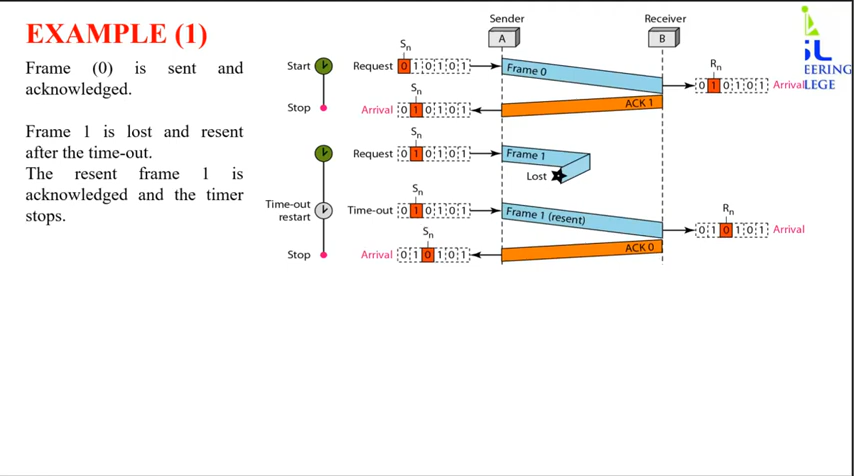 EXAMPLE (1)
Frame (0) is sent and
acknowledged.
Frame 1 is lost and resent
after the time-out.
The resent frame 1 is
acknowledged and the timer
stops.
Sender
Receiver
A
B
Sn
Start
Request
0 1 0 1 0 1
Frame 0
Rn
0 1 0 1 0 1
Arrival
Sn
Stop
Arrival
0 1 0 1 0 1
ACK 1
Sn
Request
0 1 0 1 0 1
Frame 1
Lost
Sn
Time-out
restart
Time-out
0 1 0 1 0 1
Frame 1 (resent)
Rn
0 1 0 1 0 1
Arrival
Sn
Stop
Arrival
0 1 0 1 0 1
ACK 0
SL
EERING
LEGE